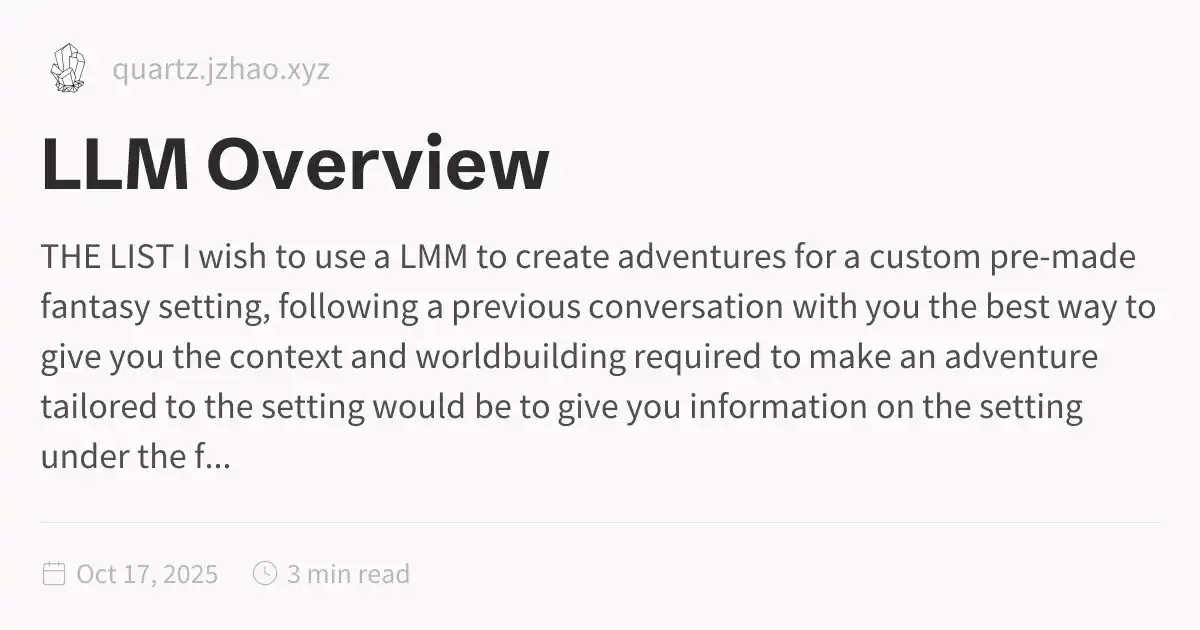 quartz.jzhao.xyz
LLM Overview
THE LIST I wish to use a LMM to create adventures for a custom pre-made
fantasy setting, following a previous conversation with you the best way to
give you the context and worldbuilding required to make an adventure
tailored to the setting would be to give you information on the setting
under the f...
Oct 17, 2025
3 min read